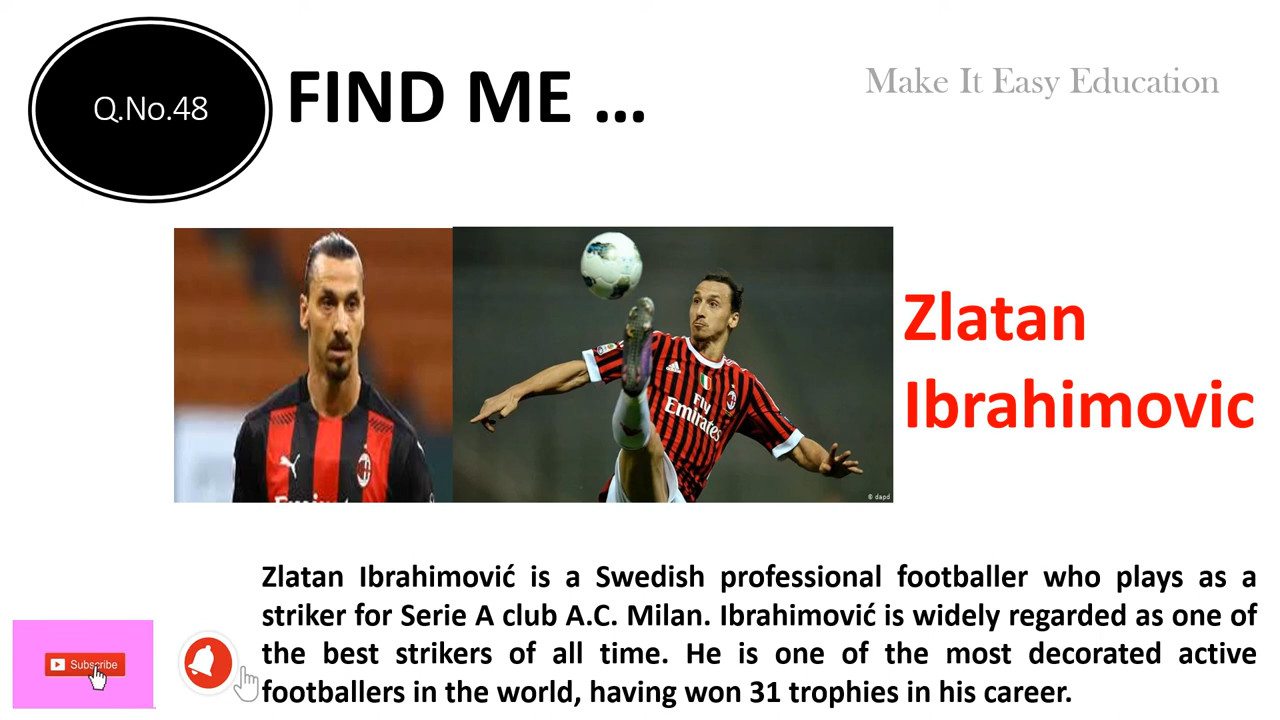 Q.No.48
FIND ME ...
Make It Easy Education
Fly
Emirates
© dapd
Zlatan
Ibrahimovic
Zlatan Ibrahimović is a Swedish professional footballer who plays as a
striker for Serie A club A.C. Milan. Ibrahimović is widely regarded as one of
the best strikers of all time. He is one of the most decorated active
footballers in the world, having won 31 trophies in his career.
Subscribe